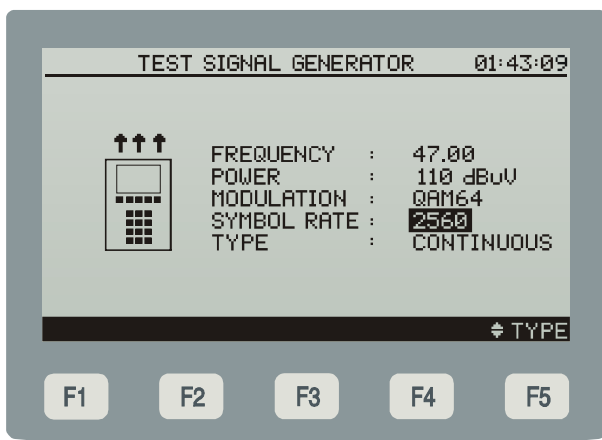 TEST SIGNAL GENERATOR 01:43:09
FREQUENCY : 47.00
POWER : 110 dBuV
MODULATION : QAM64
SYMBOL RATE : 2560
TYPE : CONTINUOUS
TYPE
F1 F2 F3 F4 F5